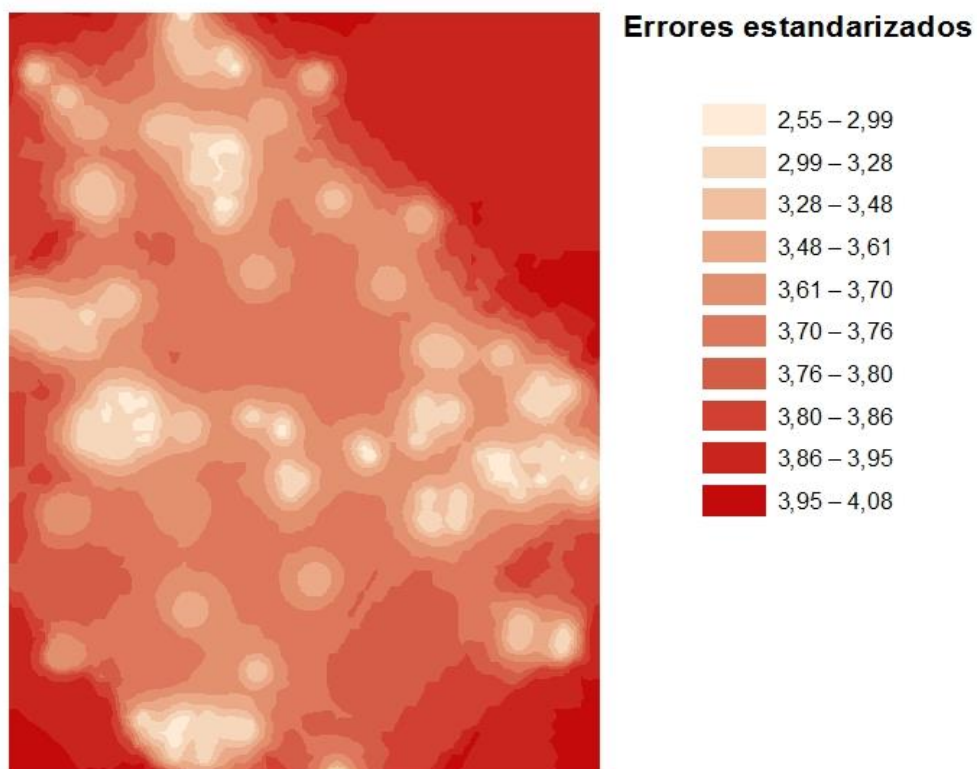 Errores estandarizados
2,55 – 2,99
2,99 – 3,28
3,28 – 3,48
3,48 – 3,61
3,61 – 3,70
3,70 – 3,76
3,76 – 3,80
3,80 – 3,86
3,86 – 3,95
3,95 – 4,08